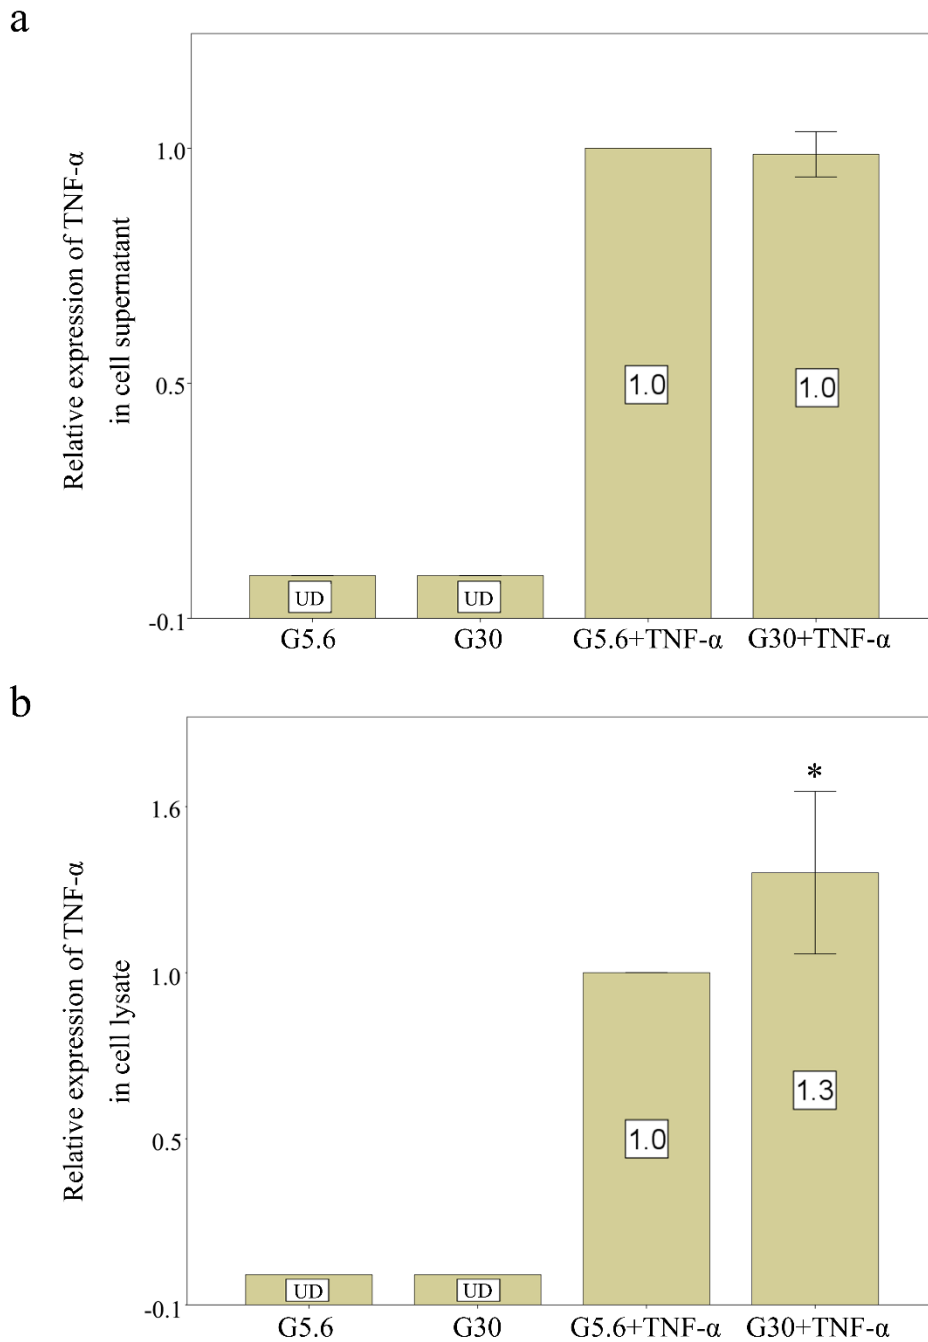 a
Relative expression of TNF-α
in cell supernatant
1.0
0.5
-0.1
UD
UD
1.0
1.0
G5.6
G30
G5.6+TNF-α
G30+TNF-α
b
Relative expression of TNF-α
in cell lysate
1.6
1.0
0.5
-0.1
*
UD
UD
1.0
1.3
G5.6
G30
G5.6+TNF-α
G30+TNF-α